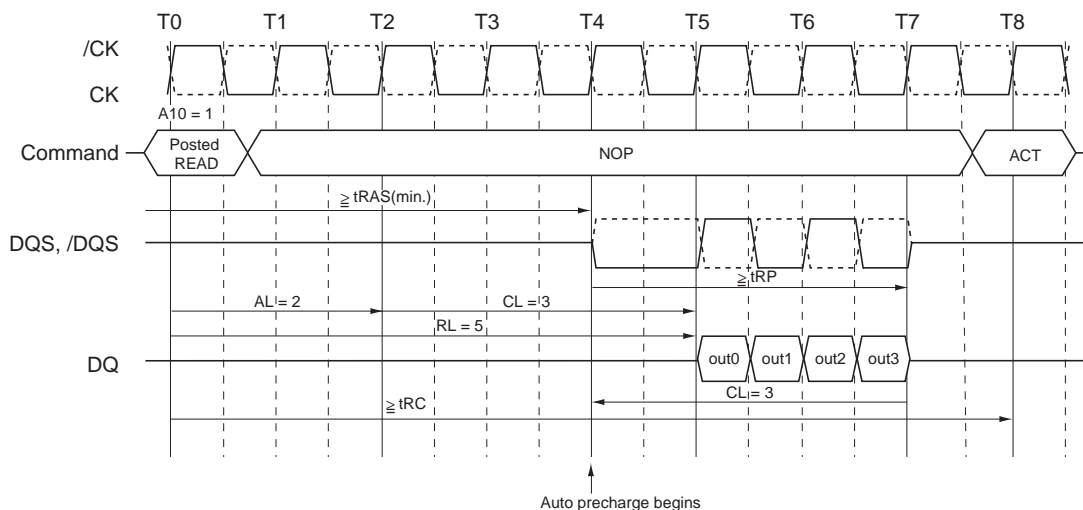 T0 T1 T2 T3 T4 T5 T6 T7 T8
/CK
CK
A10 = 1
Command
Posted
READ
NOP
ACT
≧ tRAS(min.)
DQS, /DQS
≧ tRP
AL = 2
CL = 3
RL = 5
DQ
out0 out1 out2 out3
CL = 3
≧ tRC
Auto precharge begins